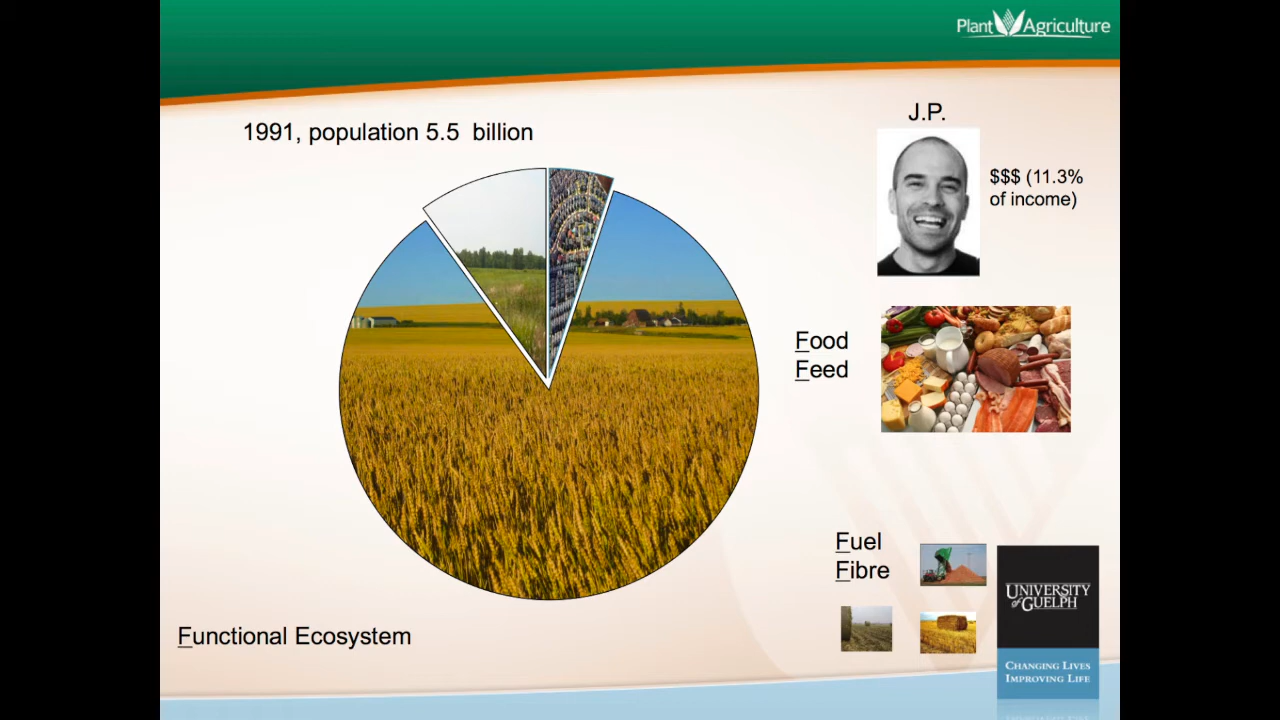 Plant Agriculture
J.P.
1991, population 5.5 billion
$$$ (11.3%
of income)
Food
Feed
Fuel
Fibre
UNIVERSITY
of GUELPH
Functional Ecosystem
CHANGING LIVES
IMPROVING LIFE